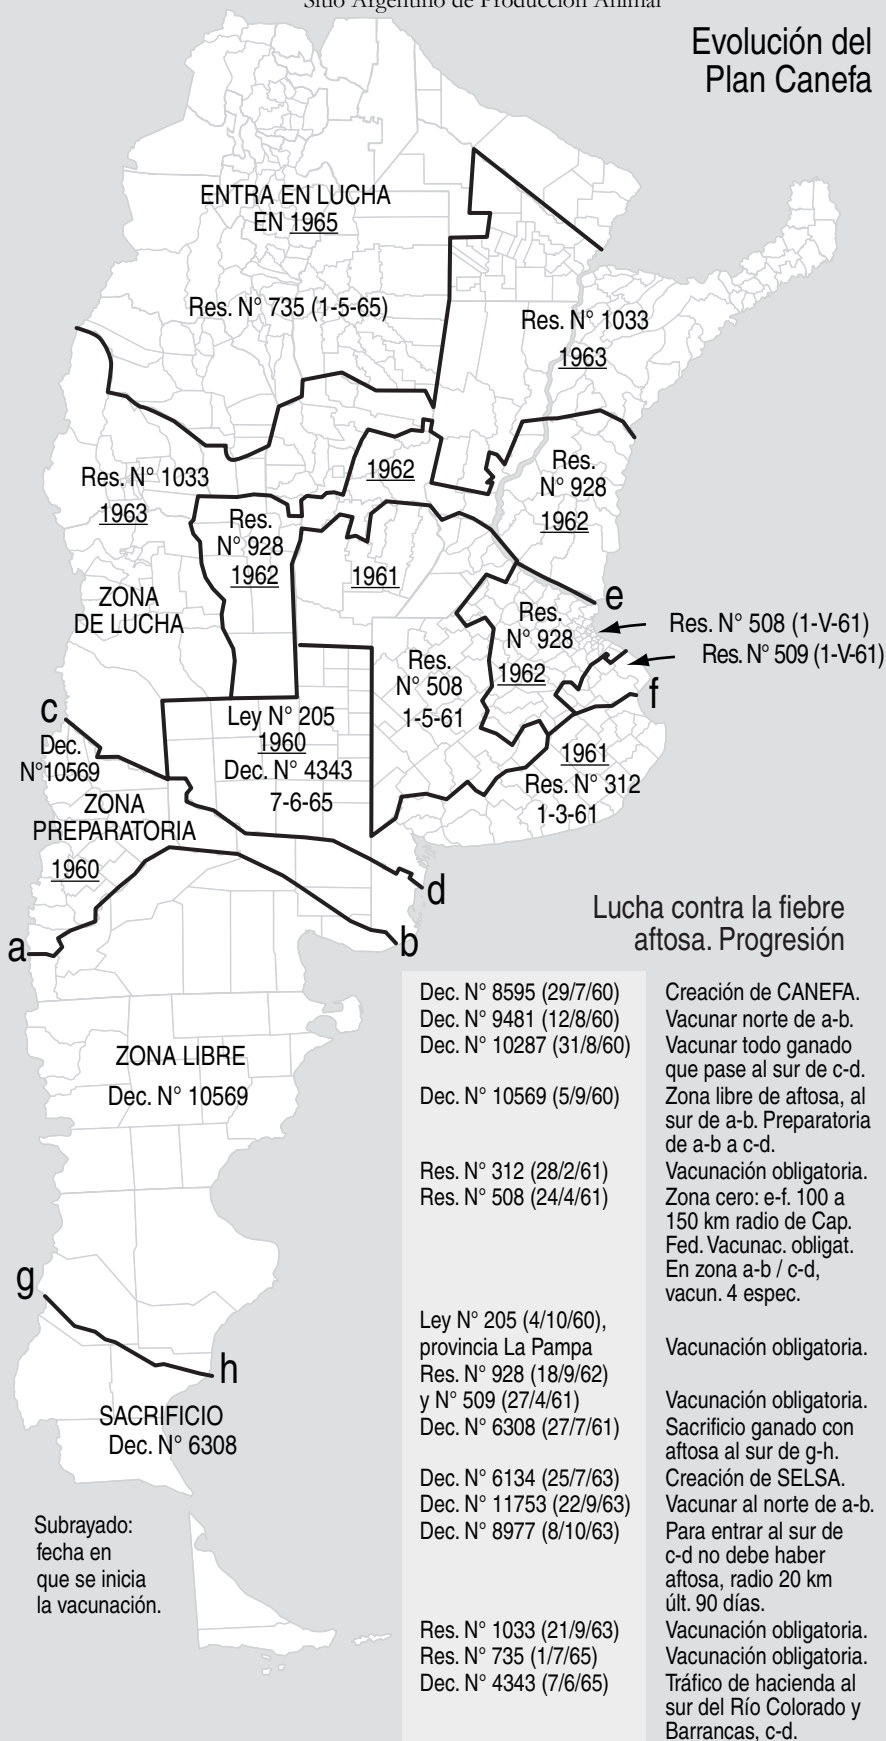 Sitio Argentino de Producción Animal
Evolución del
Plan Canefa
ENTRA EN LUCHA
EN 1965
Res. N° 735 (1-5-65)
Res. N° 1033
1963
Res. N° 1033
1963
1962
Res.
N° 928
1962
Res.
N° 928
1962
1961
ZONA
DE LUCHA
e
Res.
N° 928
1962
Res. N° 508 (1-V-61)
Res. N° 509 (1-V-61)
Res.
N° 508
1-5-61
f
c
Dec.
N°10569
Ley N° 205
1960
Dec. N° 4343
7-6-65
1961
Res. N° 312
1-3-61
ZONA
PREPARATORIA
1960
d
a
b
Lucha contra la fiebre
aftosa. Progresión
ZONA LIBRE
Dec. N° 10569
g
h
SACRIFICIO
Dec. N° 6308
Subrayado:
fecha en
que se inicia
la vacunación.
Dec. N° 8595 (29/7/60) Creación de CANEFA.
Dec. N° 9481 (12/8/60) Vacunar norte de a-b.
Dec. N° 10287 (31/8/60) Vacunar todo ganado
que pase al sur de c-d.
Dec. N° 10569 (5/9/60) Zona libre de aftosa, al
sur de a-b. Preparatoria
de a-b a c-d.
Res. N° 312 (28/2/61) Vacunación obligatoria.
Res. N° 508 (24/4/61) Zona cero: e-f. 100 a
150 km radio de Cap.
Fed. Vacunac. obligat.
En zona a-b / c-d,
vacun. 4 espec.
Ley N° 205 (4/10/60),
provincia La Pampa Vacunación obligatoria.
Res. N° 928 (18/9/62)
y N° 509 (27/4/61) Vacunación obligatoria.
Dec. N° 6308 (27/7/61) Sacrificio ganado con
aftosa al sur de g-h.
Dec. N° 6134 (25/7/63) Creación de SELSA.
Dec. N° 11753 (22/9/63) Vacunar al norte de a-b.
Dec. N° 8977 (8/10/63) Para entrar al sur de
c-d no debe haber
aftosa, radio 20 km
últ. 90 días.
Res. N° 1033 (21/9/63) Vacunación obligatoria.
Res. N° 735 (1/7/65) Vacunación obligatoria.
Dec. N° 4343 (7/6/65) Tráfico de hacienda al
sur del Río Colorado y
Barrancas, c-d.